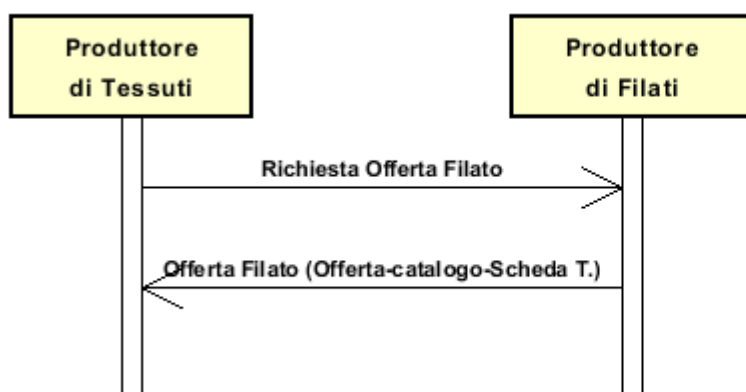 Produttore
di Tessuti
Produttore
di Filati
Richiesta Offerta Filato
Offerta Filato (Offerta-catalogo-Scheda T.)